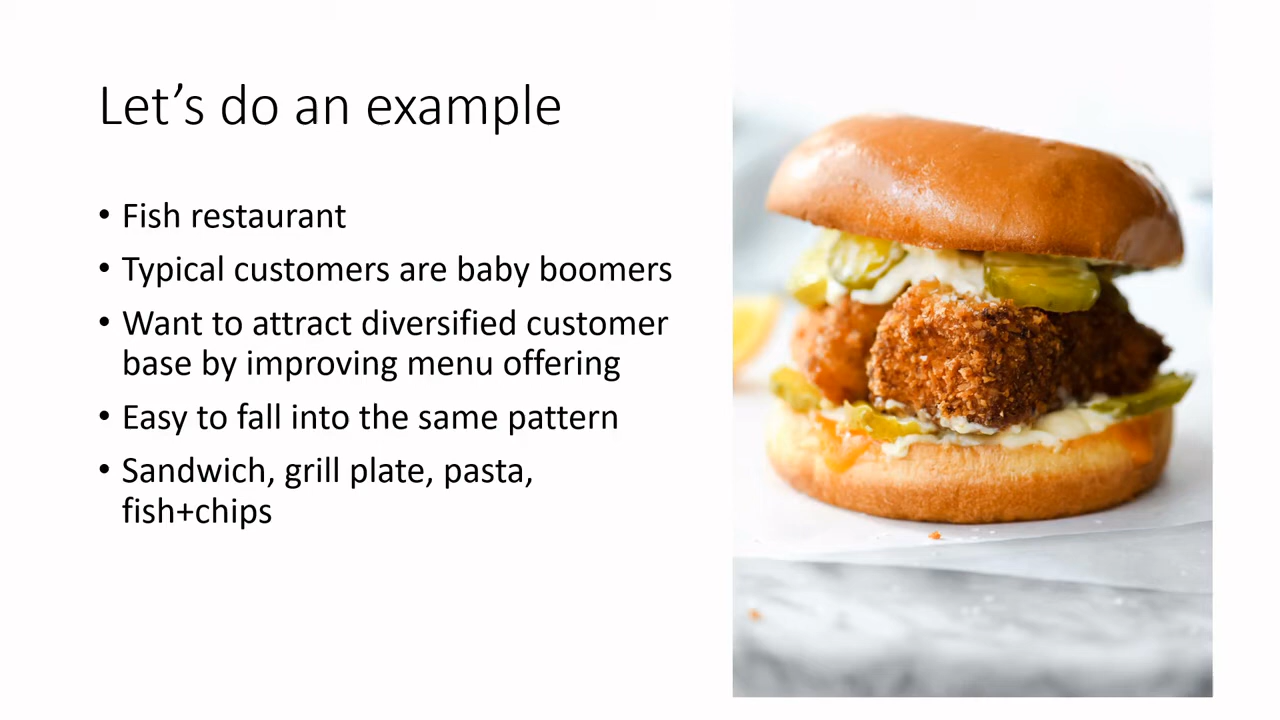 Let’s do an example
• Fish restaurant
• Typical customers are baby boomers
• Want to attract diversified customer
base by improving menu offering
• Easy to fall into the same pattern
• Sandwich, grill plate, pasta,
fish+chips